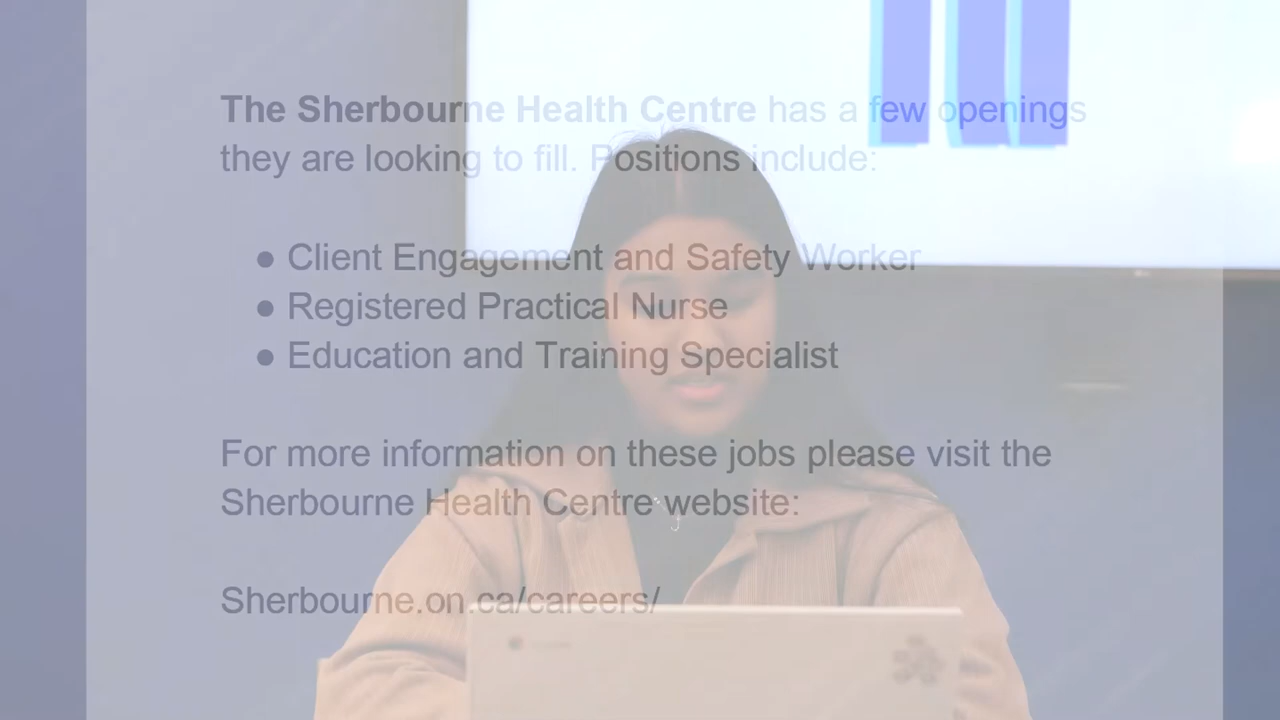 The Sherbourne Health Centre has a few openings
they are looking to fill. Positions include:
● Client Engagement and Safety Worker
● Registered Practical Nurse
● Education and Training Specialist
For more information on these jobs please visit the
Sherbourne Health Centre website:
Sherbourne.on.ca/careers/